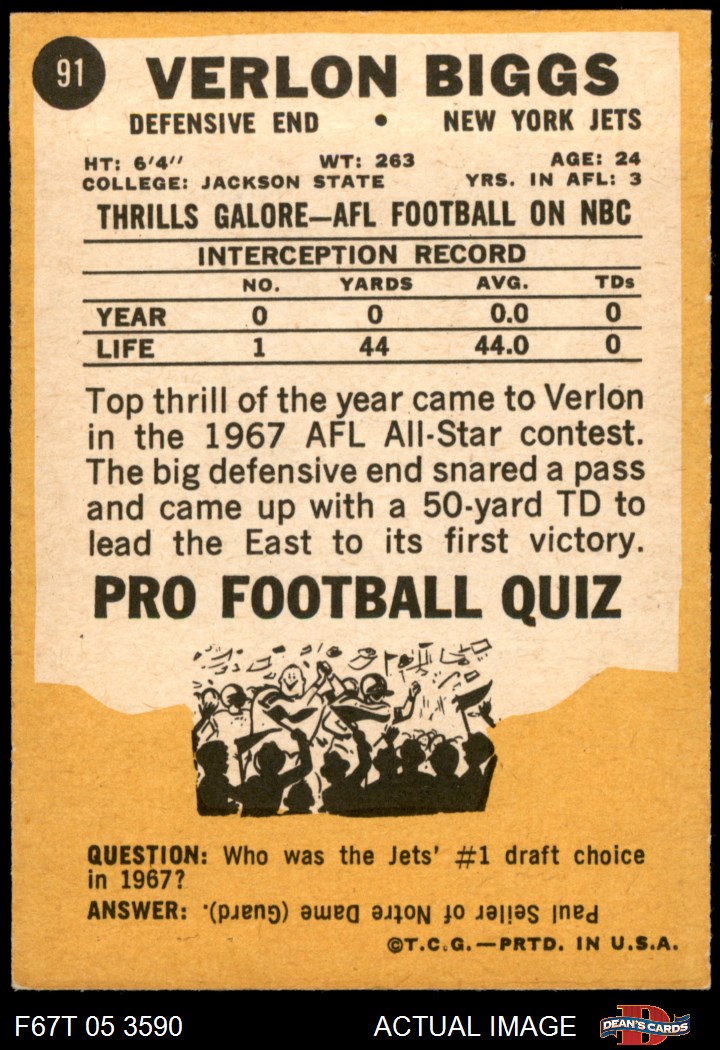 91
VERLON BIGGS
DEFENSIVE END • NEW YORK JETS
HT: 6'4" WT: 263 AGE: 24
COLLEGE: JACKSON STATE YRS. IN AFL: 3
THRILLS GALORE—AFL FOOTBALL ON NBC
INTERCEPTION RECORD
NO. YARDS AVG. TDs
YEAR 0 0 0.0 0
LIFE 1 44 44.0 0
Top thrill of the year came to Verlon
in the 1967 AFL All-Star contest.
The big defensive end snared a pass
and came up with a 50-yard TD to
lead the East to its first victory.
PRO FOOTBALL QUIZ
QUESTION: Who was the Jets' #1 draft choice
in 1967?
ANSWER: Paul Seiler of Notre Dame (Guard).
©T.C.G.—PRTD. IN U.S.A.
F67T 05 3590 ACTUAL IMAGE D DEAN'S CARDS